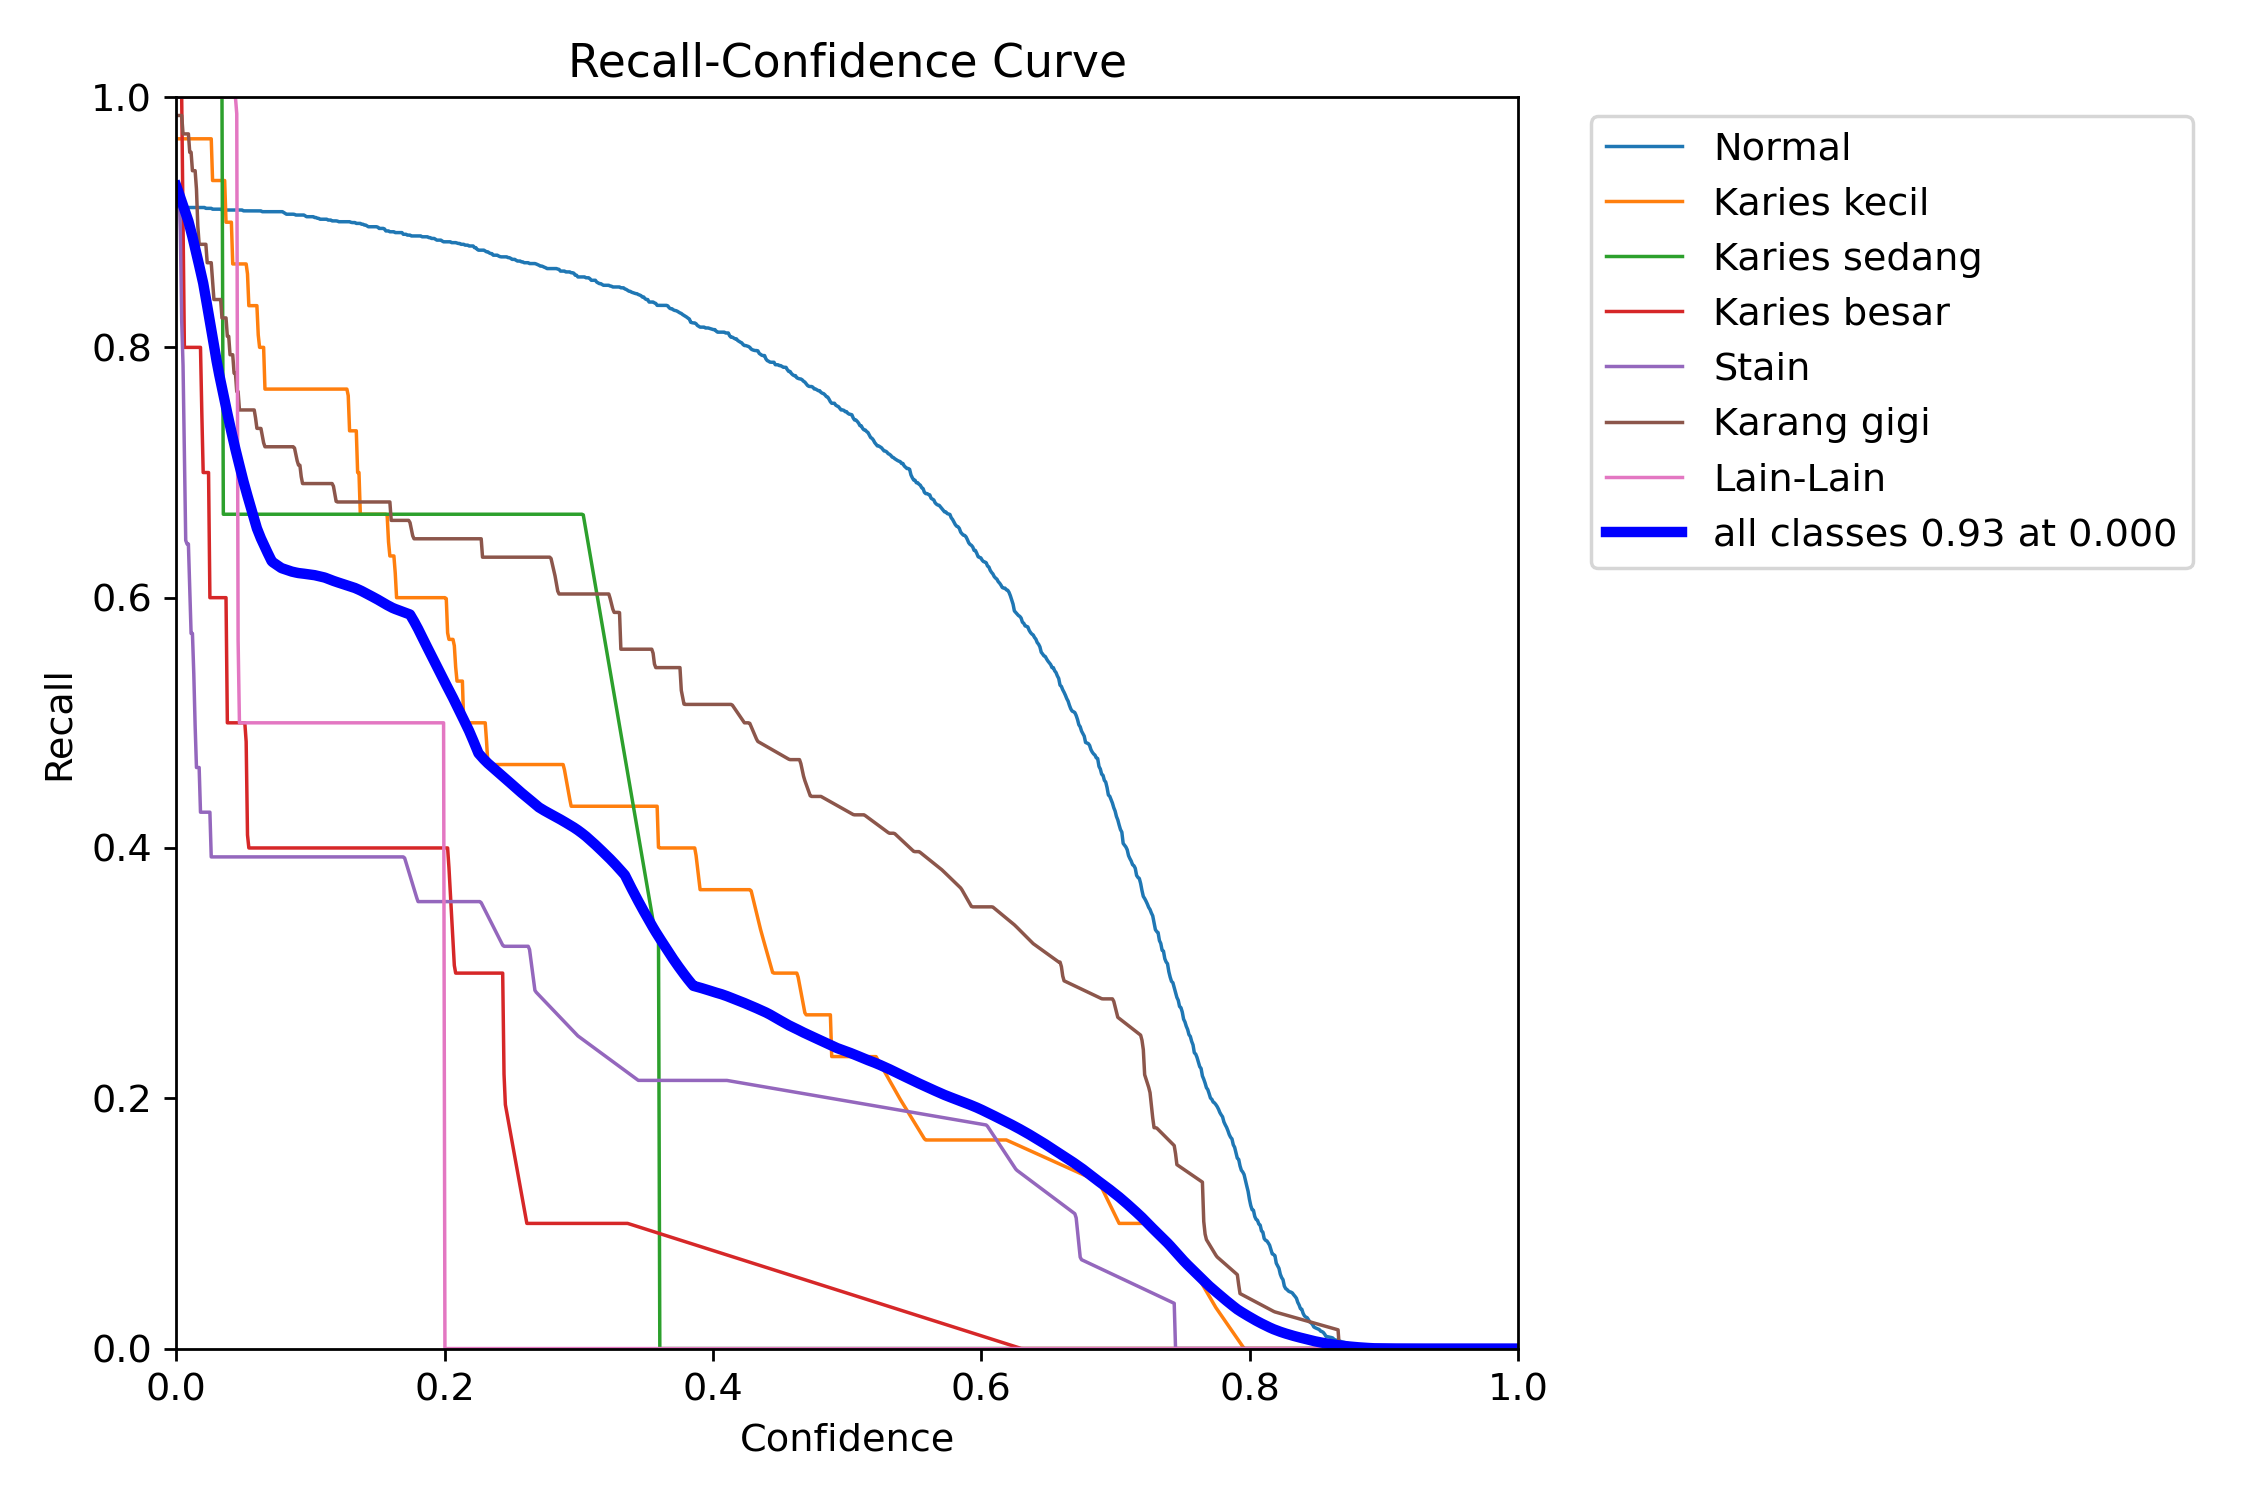 Recall-Confidence Curve
1.0
0.8
0.6
0.4
0.2
0.0
Recall
0.0 0.2 0.4 0.6 0.8 1.0
Confidence
Normal
Karies kecil
Karies sedang
Karies besar
Stain
Karang gigi
Lain-Lain
all classes 0.93 at 0.000